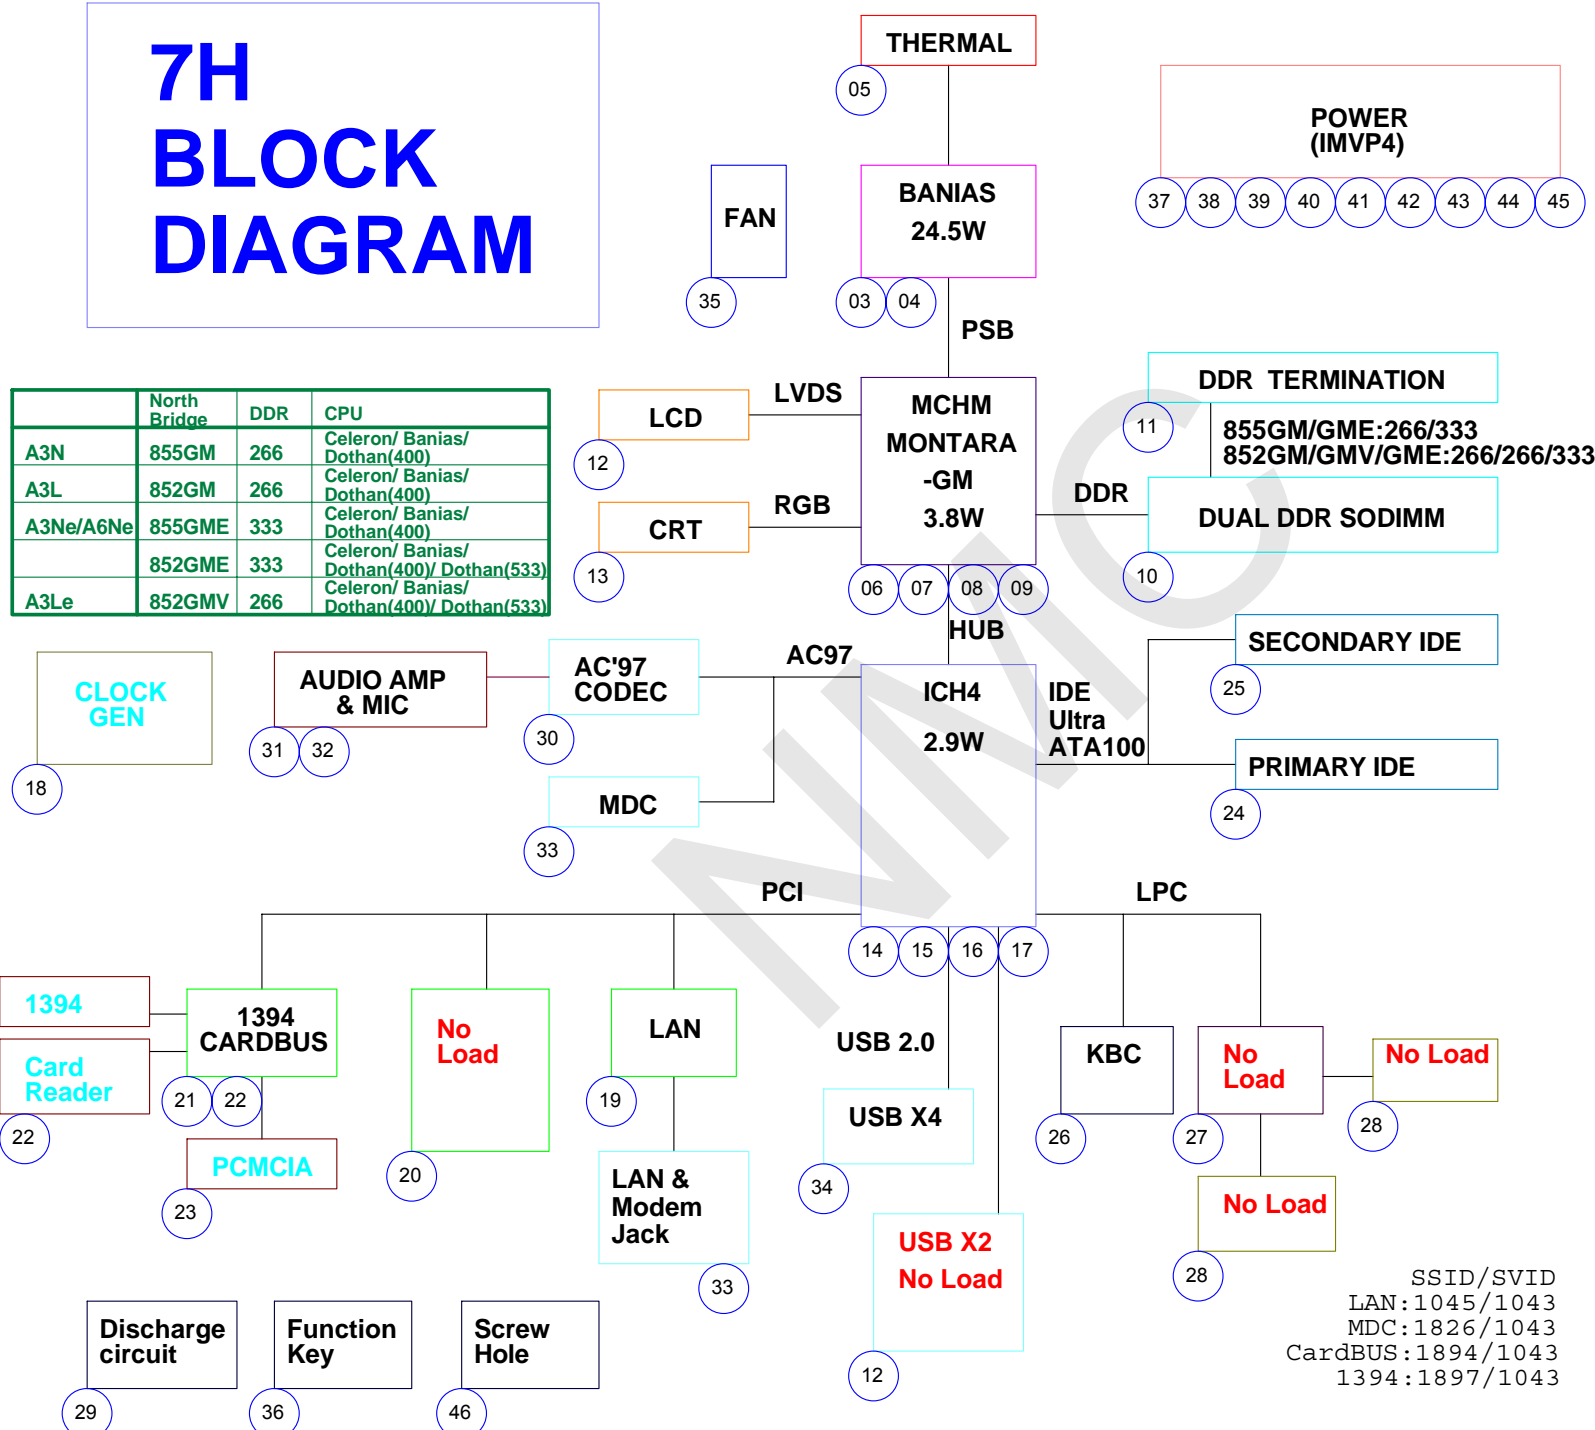 7H
BLOCK
DIAGRAM
THERMAL
05
POWER
(IMVP4)
37 38 39 40 41 42 43 44 45
FAN
35
BANIAS
24.5W
03 04
PSB
North Bridge DDR CPU
A3N 855GM 266 Celeron/ Banias/ Dothan(400)
A3L 852GM 266 Celeron/ Banias/ Dothan(400)
A3Ne/A6Ne 855GME 333 Celeron/ Banias/ Dothan(400)
852GME 333 Celeron/ Banias/ Dothan(400)/ Dothan(533)
A3Le 852GMV 266 Celeron/ Banias/ Dothan(400)/ Dothan(533)
LCD
12
LVDS
CRT
13
RGB
MCHM
MONTARA
-GM
3.8W
06 07 08 09
HUB
DDR TERMINATION
11
855GM/GME:266/333
852GM/GMV/GME:266/266/333
DDR
DUAL DDR SODIMM
10
CLOCK
GEN
18
AUDIO AMP
& MIC
31 32
AC'97
CODEC
30
AC97
MDC
33
ICH4
2.9W
14 15 16 17
IDE
Ultra
ATA100
SECONDARY IDE
25
PRIMARY IDE
24
NMC
PCI
LPC
1394
Card
Reader
22
1394
CARDBUS
21 22
PCMCIA
23
No
Load
20
LAN
19
LAN &
Modem
Jack
33
USB 2.0
USB X4
34
USB X2
No Load
12
KBC
26
No
Load
27
No Load
28
No Load
28
SSID/SVID
LAN:1045/1043
MDC:1826/1043
CardBUS:1894/1043
1394:1897/1043
Discharge
circuit
29
Function
Key
36
Screw
Hole
46